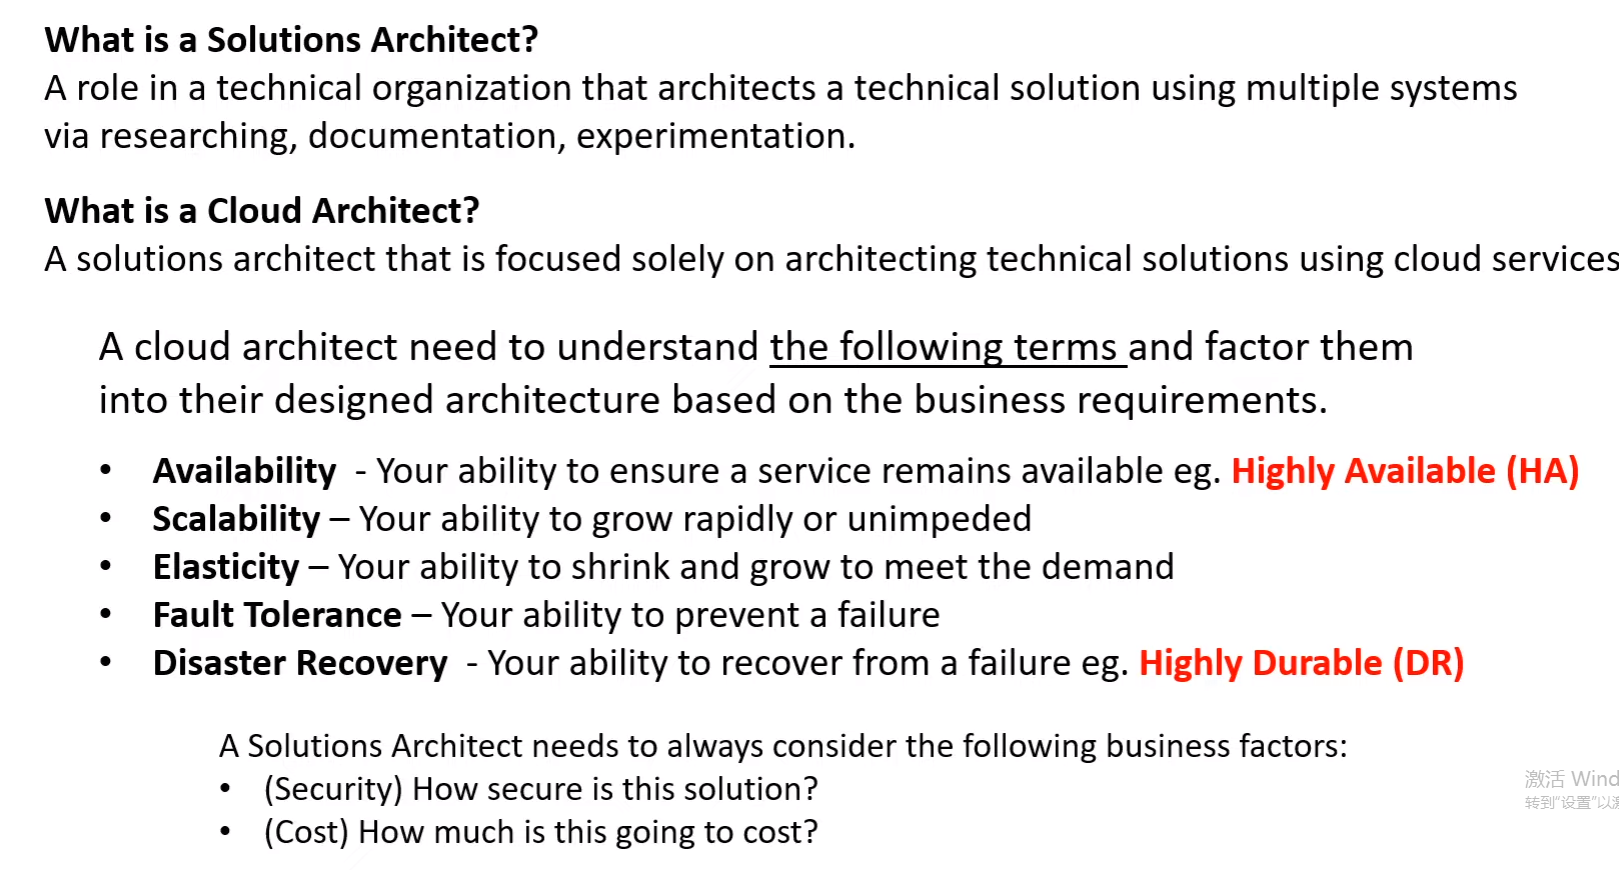 What is a Solutions Architect?
A role in a technical organization that architects a technical solution using multiple systems
via researching, documentation, experimentation.
What is a Cloud Architect?
A solutions architect that is focused solely on architecting technical solutions using cloud services
A cloud architect need to understand the following terms and factor them
into their designed architecture based on the business requirements.
• Availability - Your ability to ensure a service remains available eg. Highly Available (HA)
• Scalability – Your ability to grow rapidly or unimpeded
• Elasticity – Your ability to shrink and grow to meet the demand
• Fault Tolerance – Your ability to prevent a failure
• Disaster Recovery - Your ability to recover from a failure eg. Highly Durable (DR)
A Solutions Architect needs to always consider the following business factors:
• (Security) How secure is this solution?
• (Cost) How much is this going to cost?
激活 Wind
转到“设置”以